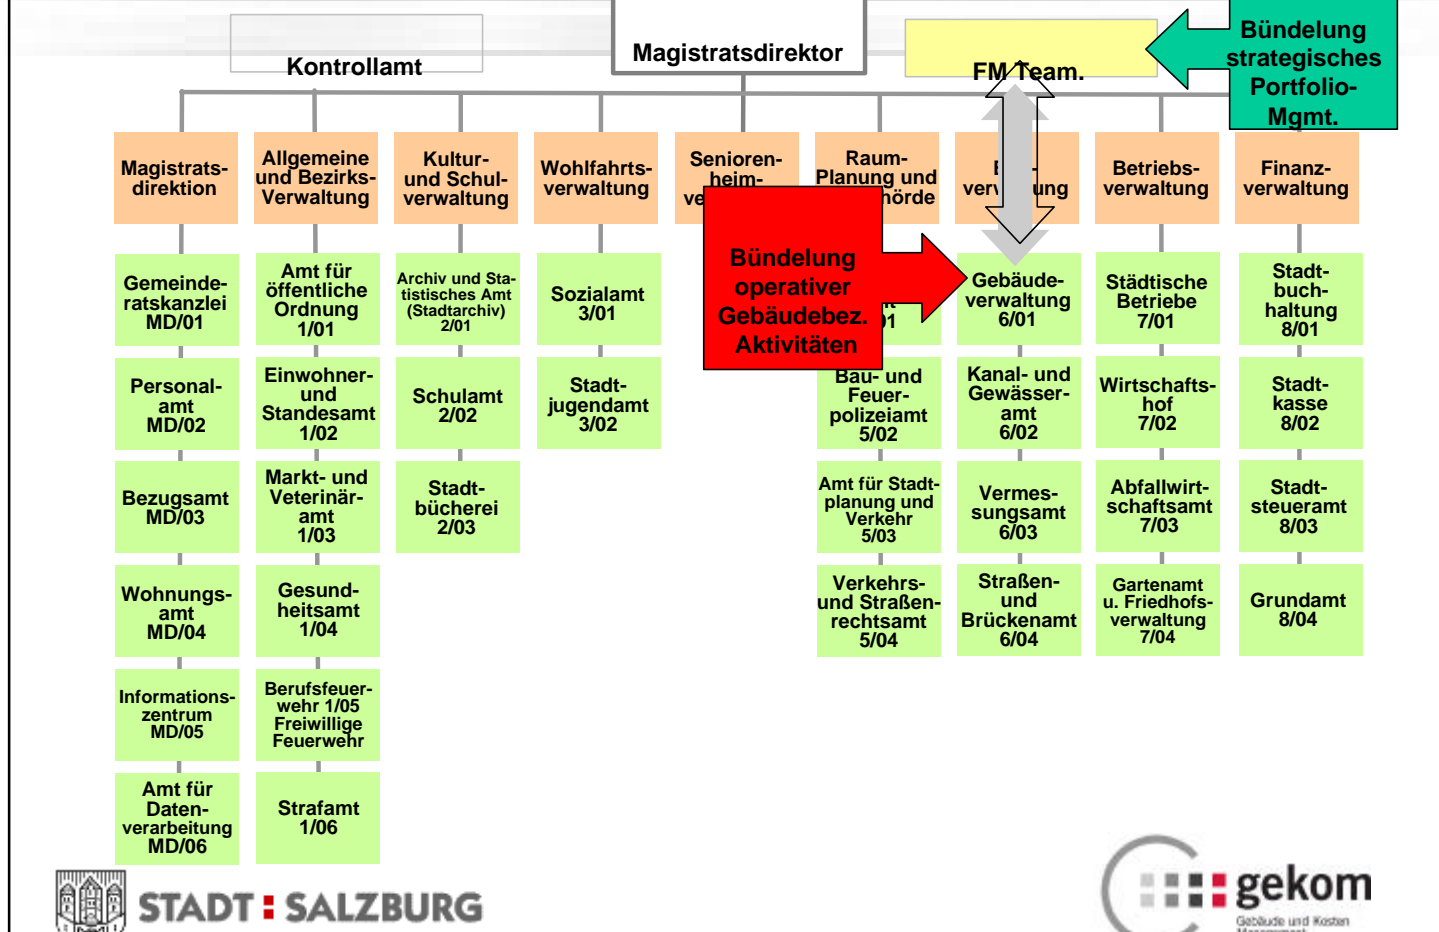 Kontrollamt
Magistratsdirektor
FM Team.
Bündelung
strategisches
Portfolio-
Mgmt.
Magistrats-
direktion
Allgemeine
und Bezirks-
Verwaltung
Kultur-
und Schul-
verwaltung
Wohlfahrts-
verwaltung
Senioren-
heim-
Raum-
Planung und
Betriebs-
verwaltung
Finanz-
verwaltung
Bündelung
operativer
Gebäudebez.
Aktivitäten
Gemeinde-
ratskanzlei
MD/01
Personal-
amt
MD/02
Bezugsamt
MD/03
Wohnungs-
amt
MD/04
Informations-
zentrum
MD/05
Amt für
Daten-
verarbeitung
MD/06
Amt für
öffentliche
Ordnung
1/01
Einwohner-
und
Standesamt
1/02
Markt- und
Veterinär-
amt
1/03
Gesund-
heitsamt
1/04
Berufsfeuer-
wehr 1/05
Freiwillige
Feuerwehr
Strafamt
1/06
Archiv und Sta-
tistisches Amt
(Stadtarchiv)
2/01
Schulamt
2/02
Stadt-
bücherei
2/03
Sozialamt
3/01
Stadt-
jugendamt
3/02
Bau- und
Feuer-
polizeiamt
5/02
Amt für Stadt-
planung und
Verkehr
5/03
Verkehrs-
und Straßen-
rechtsamt
5/04
Gebäude-
verwaltung
6/01
Kanal- und
Gewässer-
amt
6/02
Vermes-
sungsamt
6/03
Straßen-
und
Brückenamt
6/04
Städtische
Betriebe
7/01
Wirtschafts-
hof
7/02
Abfallwirt-
schaftsamt
7/03
Gartenamt
u. Friedhofs-
verwaltung
7/04
Stadt-
buch-
haltung
8/01
Stadt-
kasse
8/02
Stadt-
steueramt
8/03
Grundamt
8/04
STADT : SALZBURG
gekom
Gebäude und Kosten